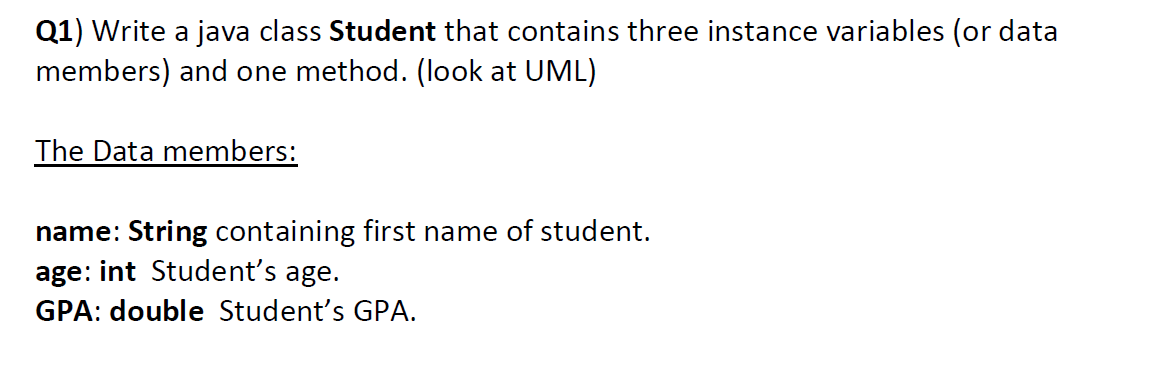 Q1) Write a java class Student that contains three instance variables (or data
members) and one method. (look at UML)
The Data members:
name: String containing first name of student.
age: int Student’s age.
GPA: double Student’s GPA.